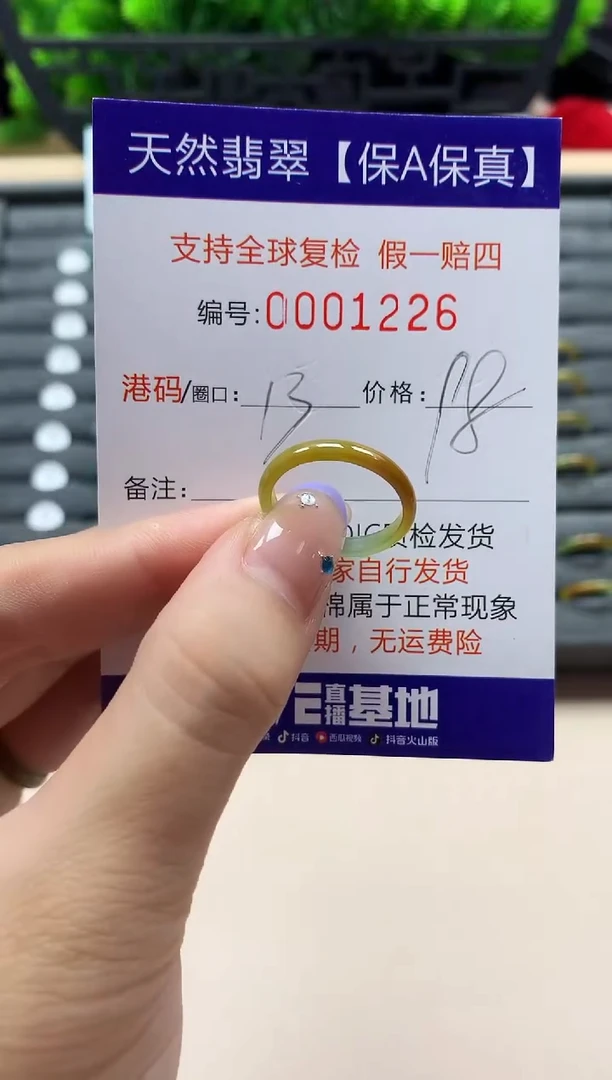 天然翡翠【保A保真】
支持全球复检 假一赔四
编号:0001226
港码/圈口: 13 价格: 18
备注:
质检发货
家自行发货
棉属于正常现象
期，无运费险
直播基地
抖音 西瓜视频 抖音火山版